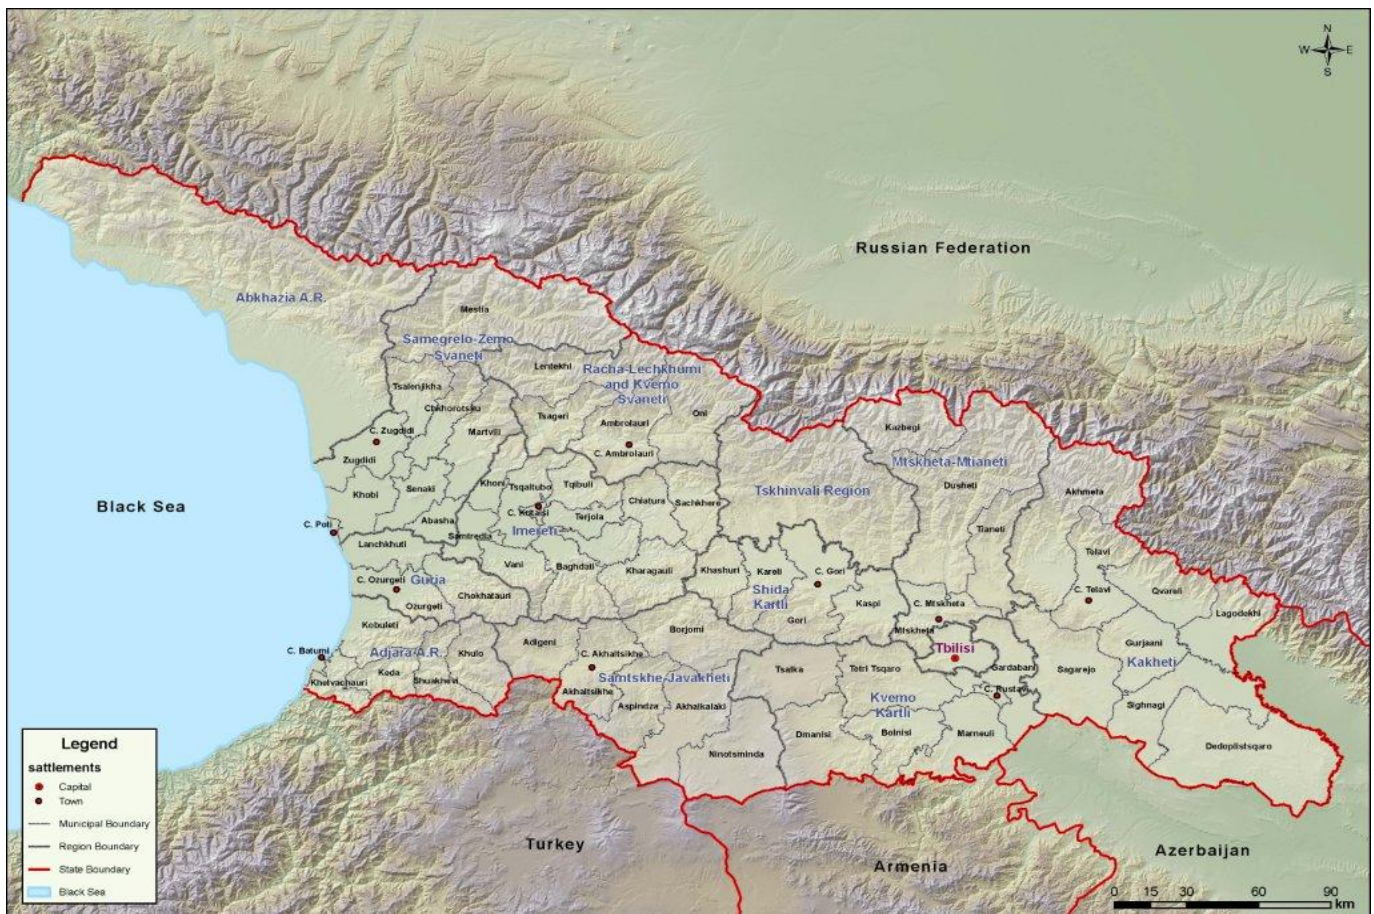 N
W E
S
Russian Federation
Abkhazia A.R.
Mestia
Samegrelo-Zemo
Svaneti
Lentekhi
Racha-Lechkhumi
and Kvemo
Svaneti
Tsalenjikha
Chkhorotsku
Tsageri
Ambrolauri
Oni
Martvili
C. Zugdidi
Zugdidi
C. Ambrolauri
Kazbegi
Mtskheta-Mtianeti
Dusheti
Tskhinvali Region
Akhmeta
Khobi
Senaki
Khoni
Tsqaltubo
Tqibuli
Chiatura
Sachkhere
Black Sea
C. Poti
Abasha
Samtredia
C. Kutaisi
Imereti
Terjola
Tianeti
Lanchkhuti
Vani
Baghdati
Kharagauli
Khashuri
Kareli
C. Gori
Telavi
C. Ozurgeti
Guria
Ozurgeti
Chokhatauri
Shida
Kartli
Kaspi
Gori
C. Mtskheta
Mtskheta
C. Telavi
Qvareli
Lagodekhi
Kobuleti
Adigeni
Borjomi
Tbilisi
Gurjaani
Kakheti
C. Batumi
Adjara A.R.
Khulo
Keda
Shuakhevi
Khelvachauri
C. Akhaltsikhe
Samtskhe-Javakheti
Akhaltsikhe
Aspindza
Akhalkalaki
Tsalka
Tetri Tsqaro
Gardabani
Sagarejo
C. Rustavi
Kvemo
Kartli
Sighnagi
Dmanisi
Bolnisi
Marneuli
Ninotsminda
Dedoplistsqaro
Turkey
Armenia
Azerbaijan
Legend
sattlements
Capital
Town
Municipal Boundary
Region Boundary
State Boundary
Black Sea
0 15 30 60 90
km